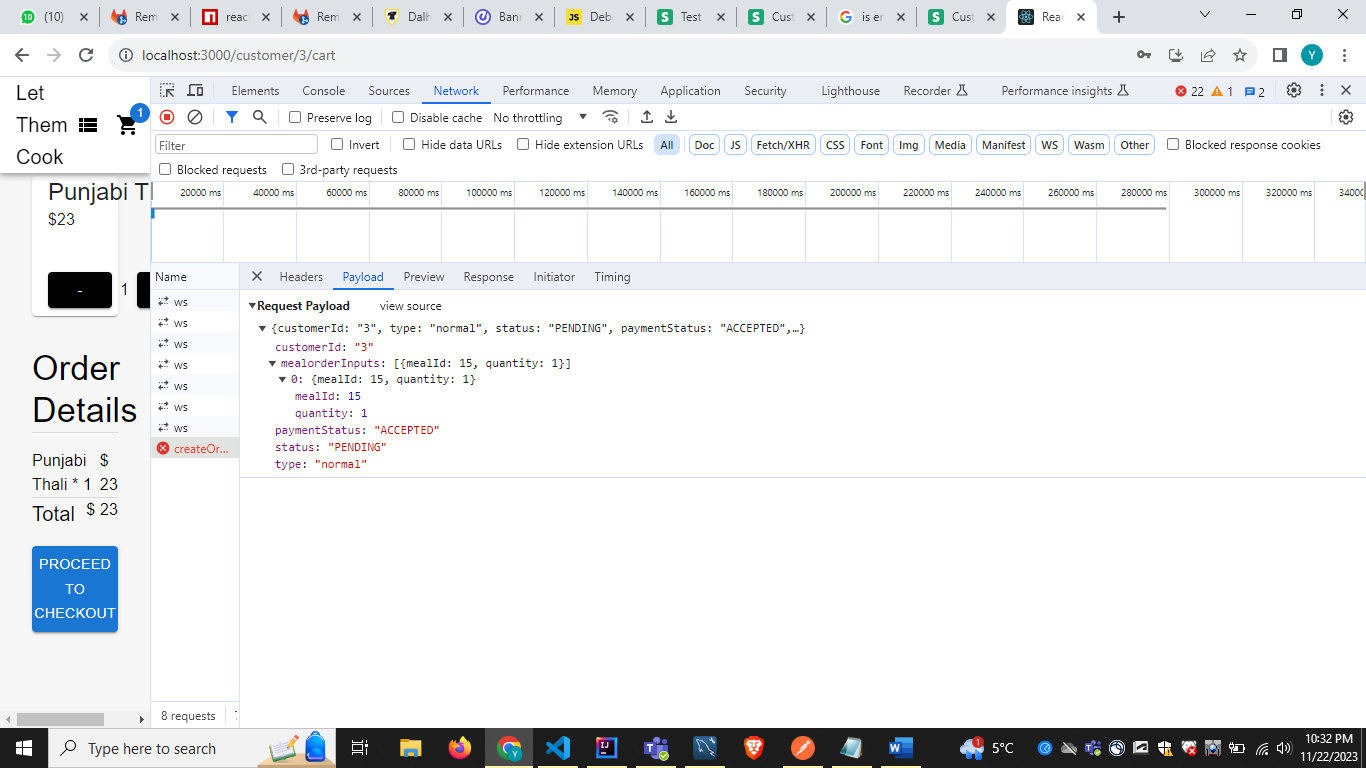 (10)
Rem
reac
Rem
Dalh
Bann
Deb
Test
Cust
is er
Cust
Reac
localhost:3000/customer/3/cart
Y
Let
Them
Cook
1
Punjabi T
$23
-
1
Order
Details
Punjabi $
Thali * 1 23
Total $ 23
PROCEED
TO
CHECKOUT
Elements Console Sources Network Performance Memory Application Security Lighthouse Recorder Performance insights 22 1 2
Preserve log Disable cache No throttling
Filter Invert Hide data URLs Hide extension URLs All Doc JS Fetch/XHR CSS Font Img Media Manifest WS Wasm Other Blocked response cookies
Blocked requests 3rd-party requests
20000 ms 40000 ms 60000 ms 80000 ms 100000 ms 120000 ms 140000 ms 160000 ms 180000 ms 200000 ms 220000 ms 240000 ms 260000 ms 280000 ms 300000 ms 320000 ms 34000
Name
ws
ws
ws
ws
ws
ws
ws
createOr...
8 requests
Headers Payload Preview Response Initiator Timing
Request Payload view source
{customerId: "3", type: "normal", status: "PENDING", paymentStatus: "ACCEPTED",…}
customerId: "3"
mealorderInputs: [{mealId: 15, quantity: 1}]
0: {mealId: 15, quantity: 1}
mealId: 15
quantity: 1
paymentStatus: "ACCEPTED"
status: "PENDING"
type: "normal"
Type here to search
1
5°C
10:32 PM
11/22/2023